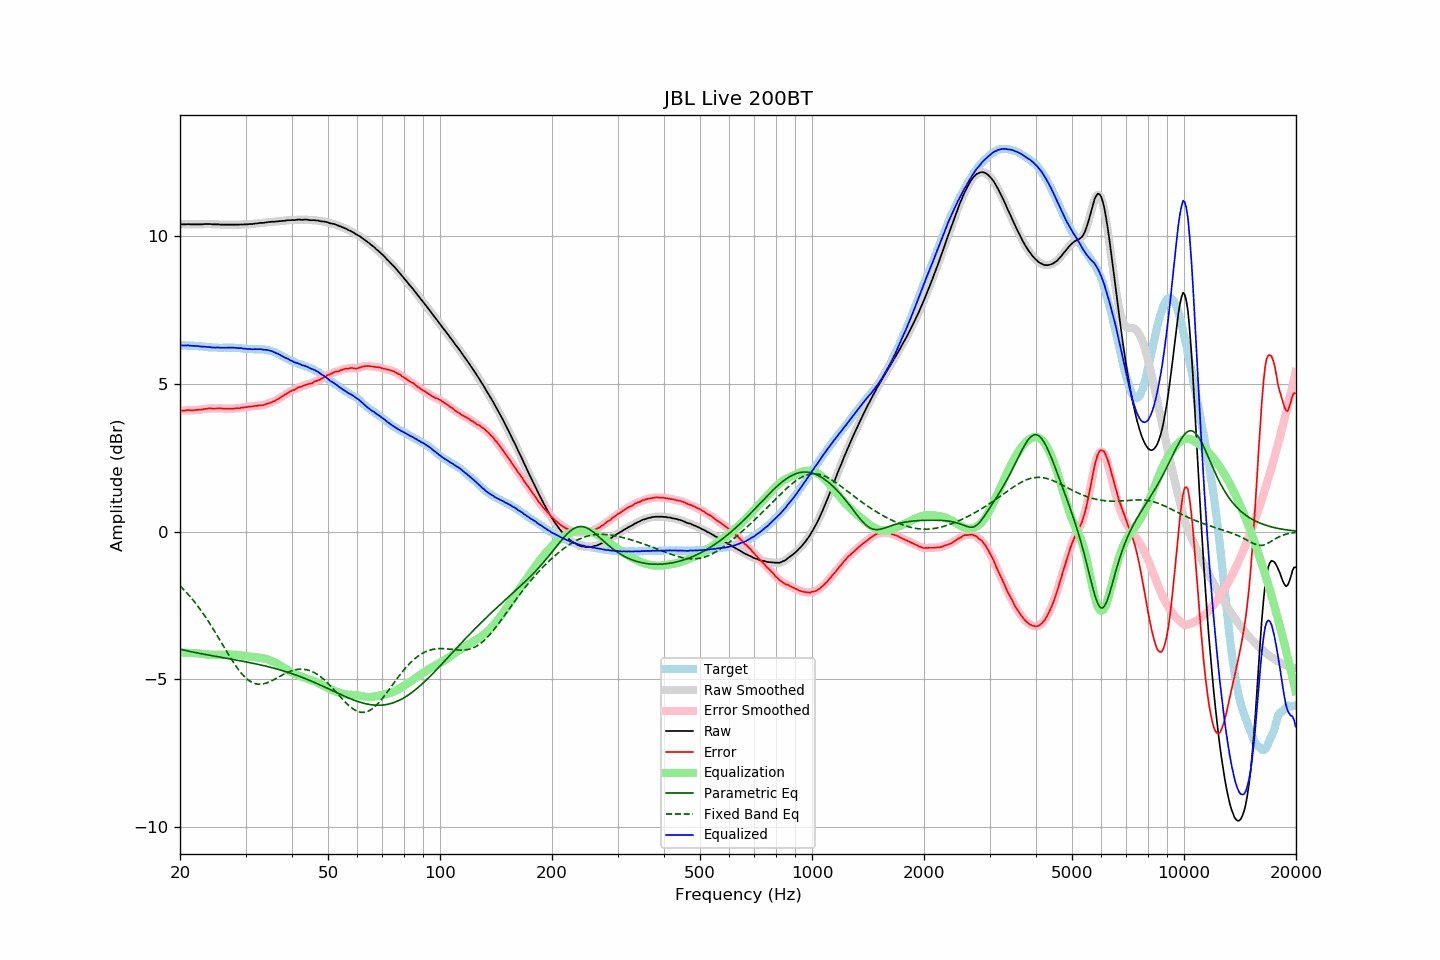 JBL Live 200BT
Amplitude (dBr)
10
5
0
−5
−10
Target
Raw Smoothed
Error Smoothed
Raw
Error
Equalization
Parametric Eq
Fixed Band Eq
Equalized
20 50 100 200 500 1000 2000 5000 10000 20000
Frequency (Hz)